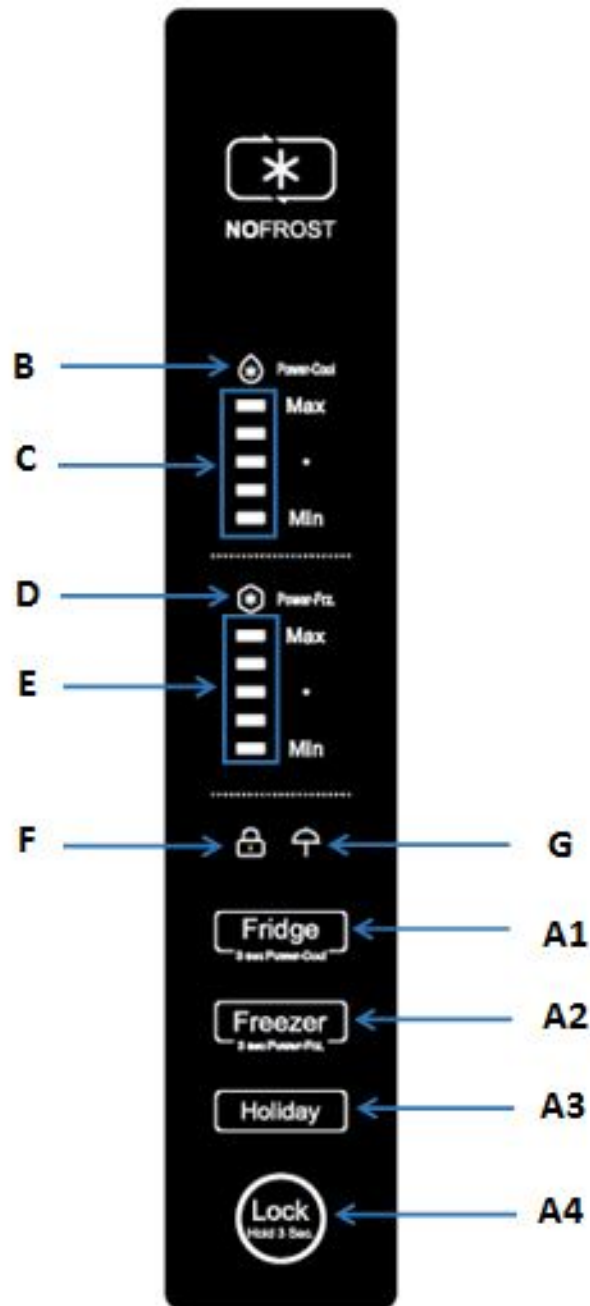 NOFROST
B
Power-Cool
Max
C
Min
D
Power-Frz.
Max
E
Min
F
G
Fridge
3 sec Power-Cool
A1
Freezer
3 sec Power-Frz.
A2
Holiday
A3
Lock
Hold 3 Sec.
A4